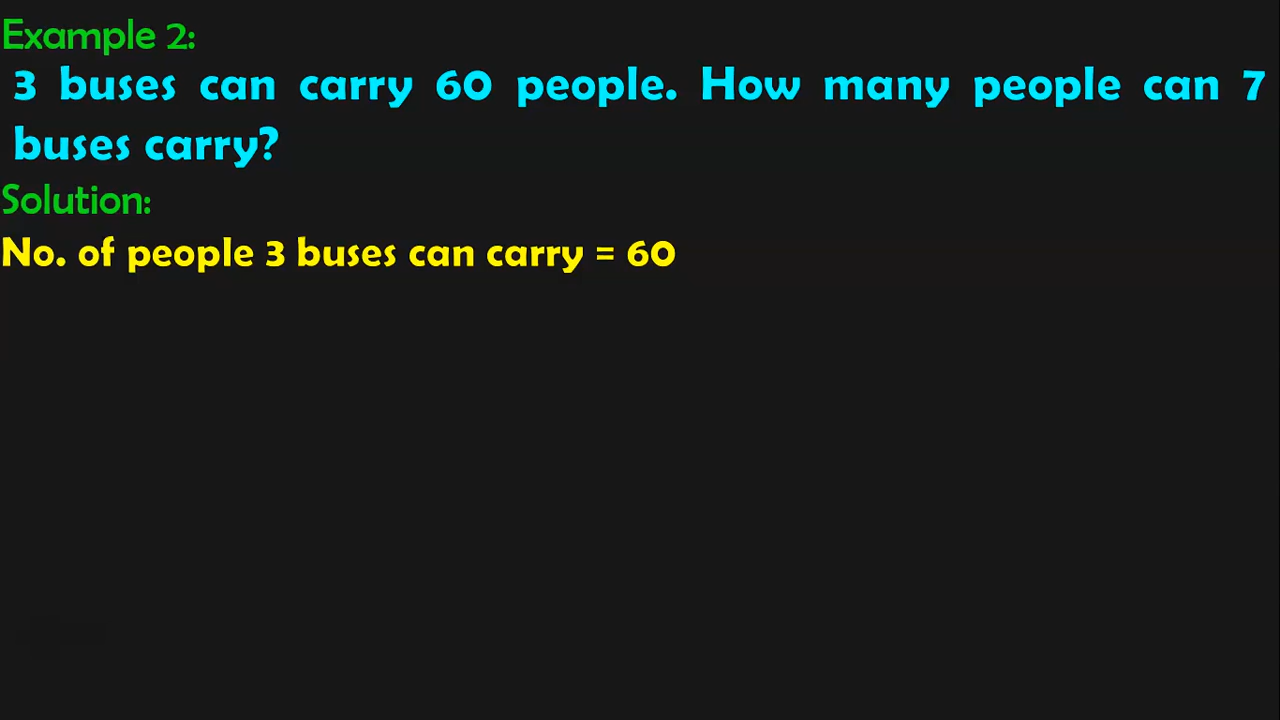 Example 2:
3 buses can carry 60 people. How many people can 7
buses carry?
Solution:
No. of people 3 buses can carry = 60